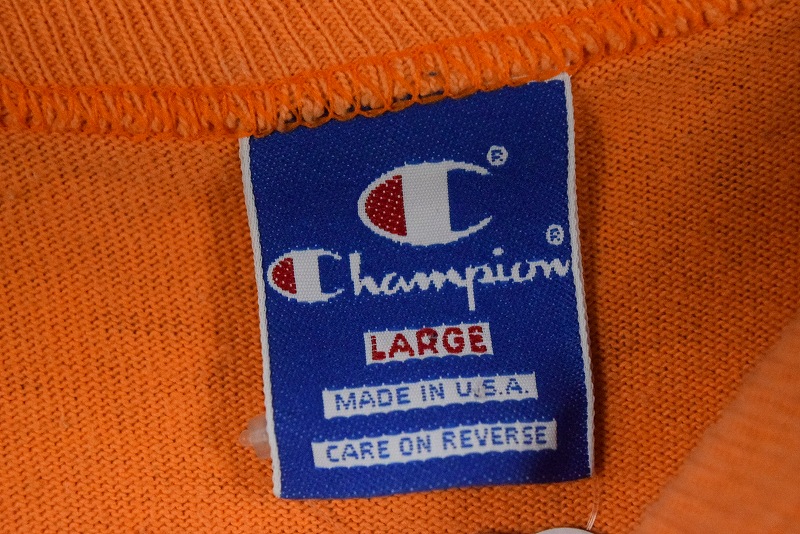 ®
Champion®
LARGE
MADE IN U.S.A.
CARE ON REVERSE